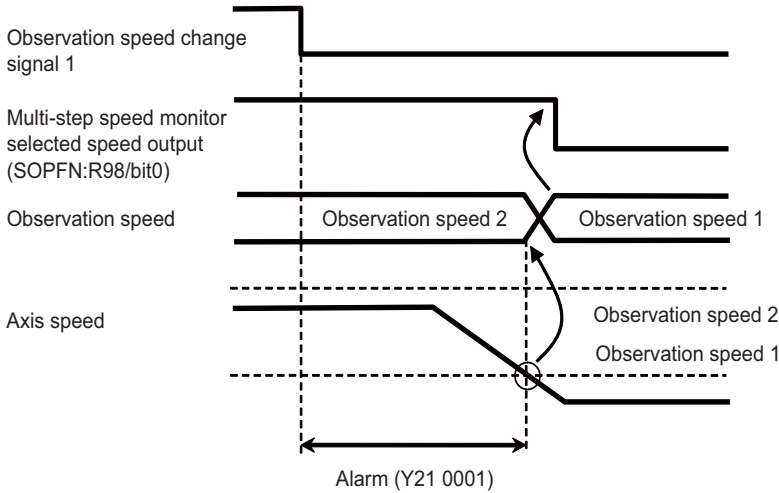 Observation speed change
signal 1
Multi-step speed monitor
selected speed output
(SOPFN:R98/bit0)
Observation speed
Observation speed 2
Observation speed 1
Axis speed
Observation speed 2
Observation speed 1
Alarm (Y21 0001)